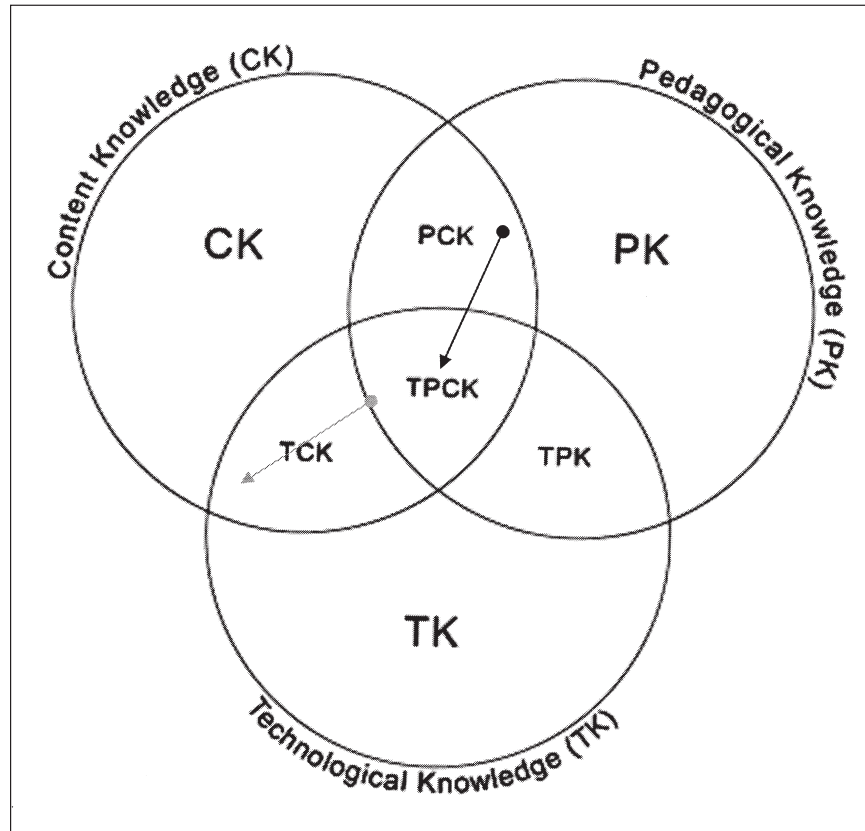 Content Knowledge (CK)
Pedagogical Knowledge (PK)
CK
PCK
PK
TPCK
TCK
TPK
TK
Technological Knowledge (TK)